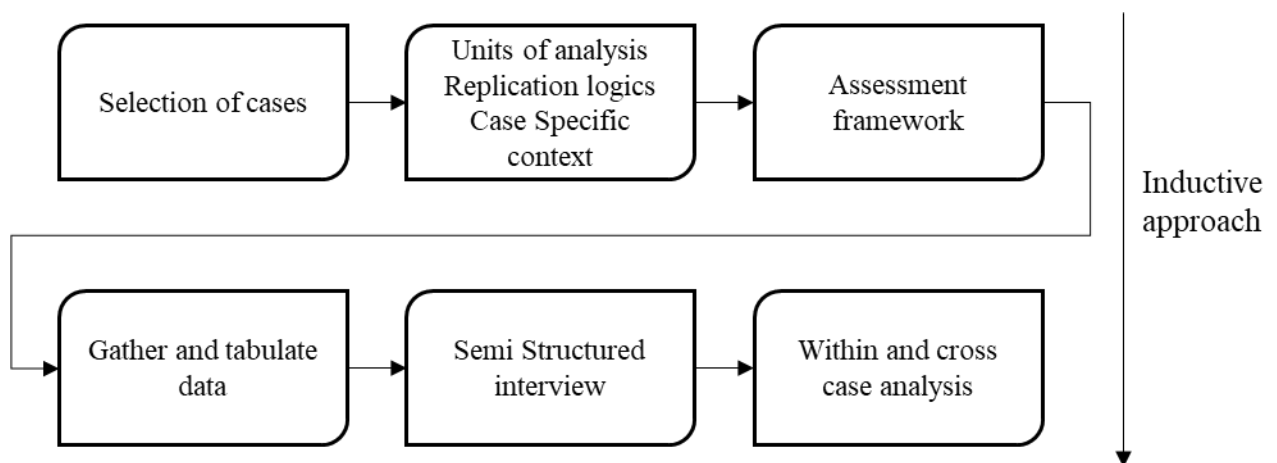 Selection of cases
Units of analysis
Replication logics
Case Specific
context
Assessment
framework
Inductive
approach
Gather and tabulate
data
Semi Structured
interview
Within and cross
case analysis